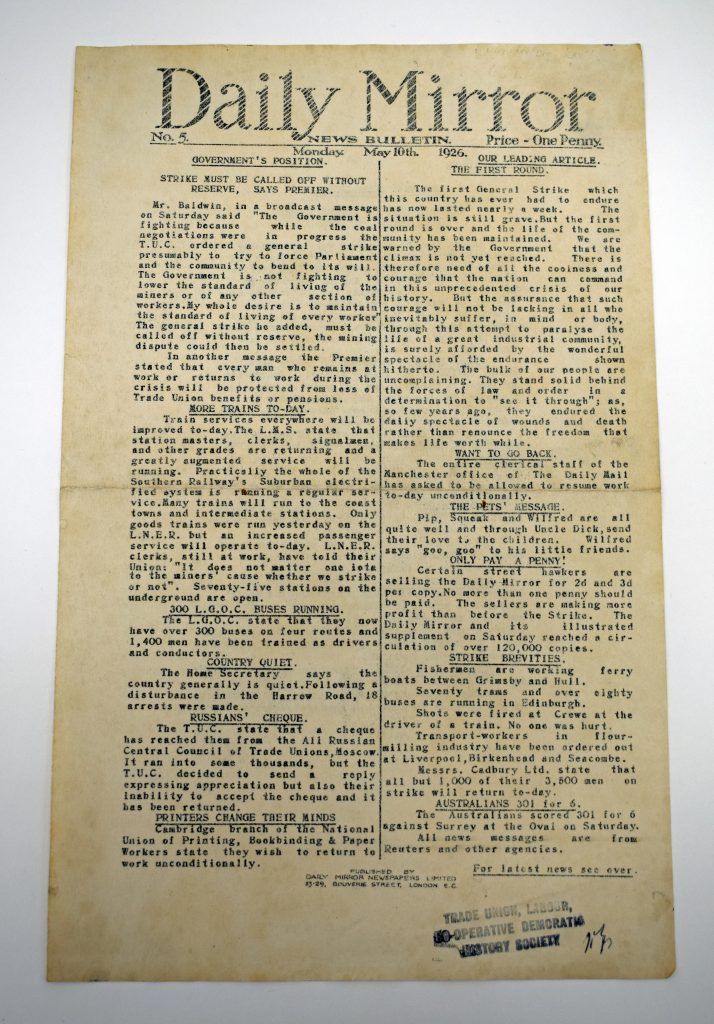 Daily Mirror
No. 5. NEWS BULLETIN. Price - One Penny.
Monday. May 10th. 1926.
GOVERNMENT'S POSITION.
STRIKE MUST BE CALLED OFF WITHOUT
RESERVE, SAYS PREMIER.
Mr. Baldwin, in a broadcast message
on Saturday said "The Government is
fighting because while the coal
negotiations were in progress the
T.U.C. ordered a general strike
presumably to try to force Parliament
and the community to bend to its will.
The Government is not fighting to
lower the standard of living of the
miners or of any other section of
workers.My whole desire is to maintain
the standard of living of every worker"
The general strike he added, must be
called off without reserve, the mining
dispute could then be settled.
In another message the Premier
stated that every man who remains at
work or returns to work during the
crisis will be protected from loss of
Trade Union benefits or pensions.
MORE TRAINS TO-DAY.
Train services everywhere will be
improved to-day.The L.M.S. state that
station masters, clerks, signalmen,
and other grades are returning and a
greatly augmented service will be
running. Practically the whole of the
Southern Railway's Suburban electri-
fied system is running a regular ser-
vice.Many trains will run to the coast
towns and intermediate stations. Only
goods trains were run yesterday on the
L.N.E.R. but an increased passenger
service will operate to-day. L.N.E.R.
clerks, still at work, have told their
Union: "It does not matter one iota
to the miners' cause whether we strike
or not". Seventy-five stations on the
underground are open.
300 L.G.O.C. BUSES RUNNING.
The L.G.O.C. state that they now
have over 300 buses on four routes and
1,400 men have been trained as drivers
and conductors.
COUNTRY QUIET.
The Home Secretary says the
country generally is quiet.Following a
disturbance in the Harrow Road, 18
arrests were made.
RUSSIANS' CHEQUE.
The T.U.C. state that a cheque
has reached them from the All Russian
Central Council of Trade Unions,Moscow.
It ran into some thousands, but the
T.U.C. decided to send a reply
expressing appreciation but also their
inability to accept the cheque and it
has been returned.
PRINTERS CHANGE THEIR MINDS
Cambridge branch of the National
Union of Printing, Bookbinding & Paper
Workers state they wish to return to
work unconditionally.
OUR LEADING ARTICLE.
THE FIRST ROUND.
The first General Strike which
this country has ever had to endure
has now lasted nearly a week. The
situation is still grave.But the first
round is over and the life of the com-
munity has been maintained. We are
warned by the Government that the
climax is not yet reached. There is
therefore need of all the coolness and
courage that the nation can command
in this unprecedented crisis of our
history. But the assurance that such
courage will not be lacking in all who
inevitably suffer, in mind or body,
through this attempt to paralyse the
life of a great industrial community,
is surely afforded by the wonderful
spectacle of the endurance shown
hitherto. The bulk of our people are
uncomplaining. They stand solid behind
the forces of law and order in a
determination to "see it through"; as,
so few years ago, they endured the
daily spectacle of wounds and death
rather than renounce the freedom that
makes life worth while.
WANT TO GO BACK.
The entire clerical staff of the
Manchester office of The Daily Mail
has asked to be allowed to resume work
to-day unconditionally.
THE PETS' MESSAGE.
Pip, Squeak and Wilfred are all
quite well and through Uncle Dick,send
their love to the children. Wilfred
says "goo, goo" to his little friends.
ONLY PAY A PENNY!
Certain street hawkers are
selling the Daily Mirror for 2d and 3d
per copy.No more than one penny should
be paid. The sellers are making more
profit than before the Strike. The
Daily Mirror and its illustrated
supplement on Saturday reached a cir-
culation of over 120,000 copies.
STRIKE BREVITIES.
Fishermen are working ferry
boats between Grimsby and Hull.
Seventy trams and over eighty
buses are running in Edinburgh.
Shots were fired at Crewe at the
driver of a train. No one was hurt.
Transport-workers in flour-
milling industry have been ordered out
at Liverpool,Birkenhead and Seacombe.
Messrs. Cadbury Ltd. state that
all but 1,000 of their 3,500 men on
strike will return to-day.
AUSTRALIANS 301 for 6.
The Australians scored 301 for 6
against Surrey at the Oval on Saturday.
All news messages are from
Reuters and other agencies.
For latest news see over.
PUBLISHED BY
DAILY MIRROR NEWSPAPERS LIMITED
23-29, BOUVERIE STREET, LONDON E.C.
TRADE UNION, LABOUR,
CO-OPERATIVE DEMOCRATIC
HISTORY SOCIETY